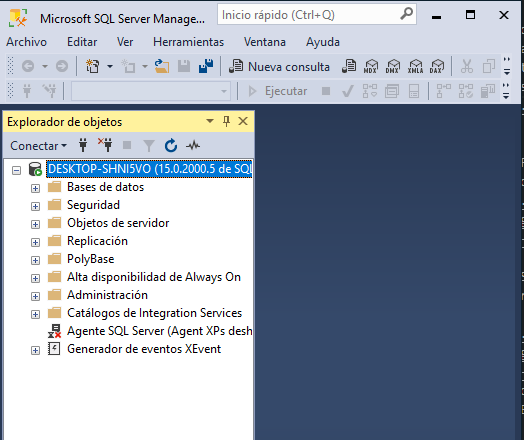 Microsoft SQL Server Manage...
Inicio rápido (Ctrl+Q)
Archivo Editar Ver Herramientas Ventana Ayuda
Nueva consulta MDX DMX XMLA DAX
Ejecutar
Explorador de objetos
Conectar
DESKTOP-SHNI5VO (15.0.2000.5 de SQL
Bases de datos
Seguridad
Objetos de servidor
Replicación
PolyBase
Alta disponibilidad de Always On
Administración
Catálogos de Integration Services
Agente SQL Server (Agent XPs desh
Generador de eventos XEvent